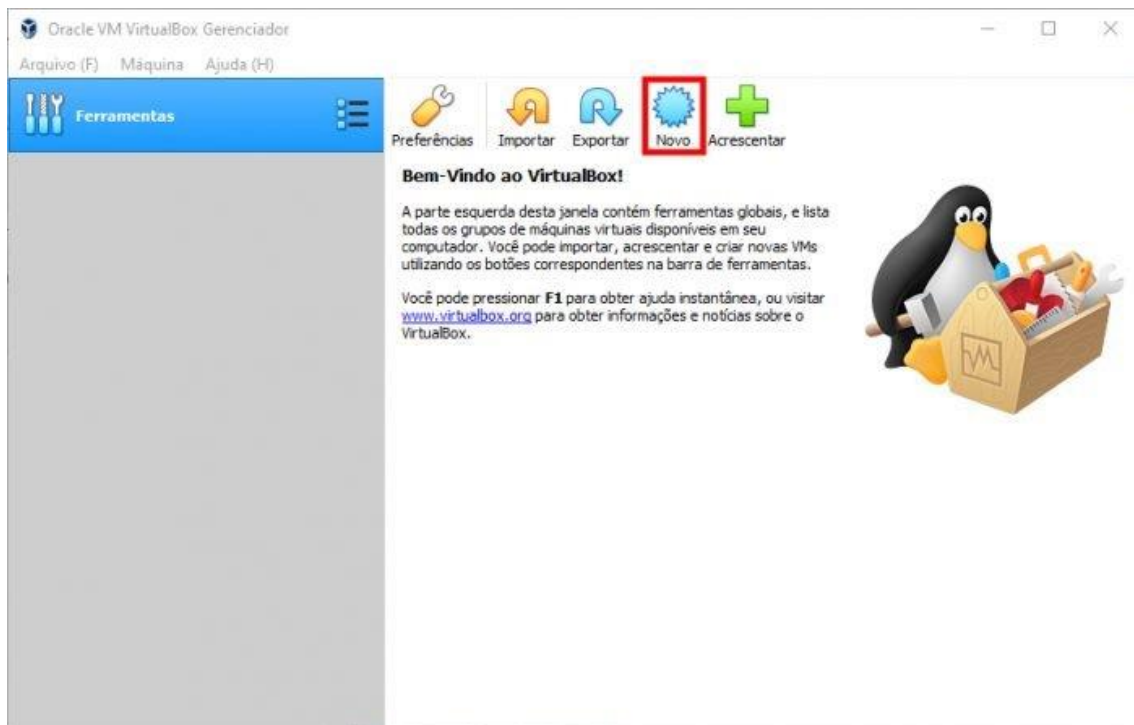 Oracle VM VirtualBox Gerenciador
Arquivo (F) Máquina Ajuda (H)
Ferramentas
Preferências Importar Exportar Novo Acrescentar
Bem-Vindo ao VirtualBox!
A parte esquerda desta janela contém ferramentas globais, e lista
todas os grupos de máquinas virtuais disponíveis em seu
computador. Você pode importar, acrescentar e criar novas VMs
utilizando os botões correspondentes na barra de ferramentas.
Você pode pressionar F1 para obter ajuda instantânea, ou visitar
www.virtualbox.org para obter informações e notícias sobre o
VirtualBox.